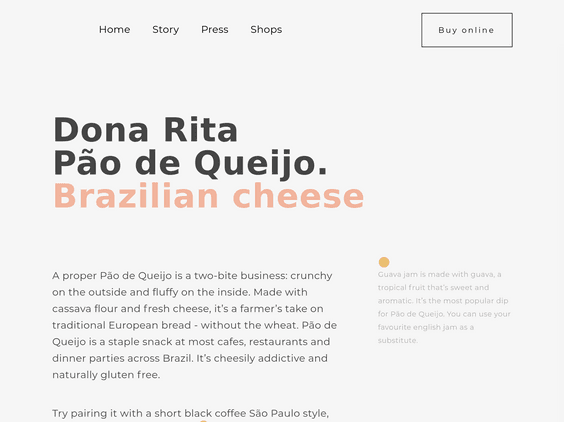 Home Story Press Shops Buy online
Dona Rita
Pão de Queijo.
Brazilian cheese
A proper Pão de Queijo is a two-bite business: crunchy
on the outside and fluffy on the inside. Made with
cassava flour and fresh cheese, it’s a farmer’s take on
traditional European bread - without the wheat. Pão de
Queijo is a staple snack at most cafes, restaurants and
dinner parties across Brazil. It’s cheesily addictive and
naturally gluten free.
Try pairing it with a short black coffee São Paulo style,
Guava jam is made with guava, a
tropical fruit that’s sweet and
aromatic. It’s the most popular dip
for Pão de Queijo. You can use your
favourite english jam as a
substitute.